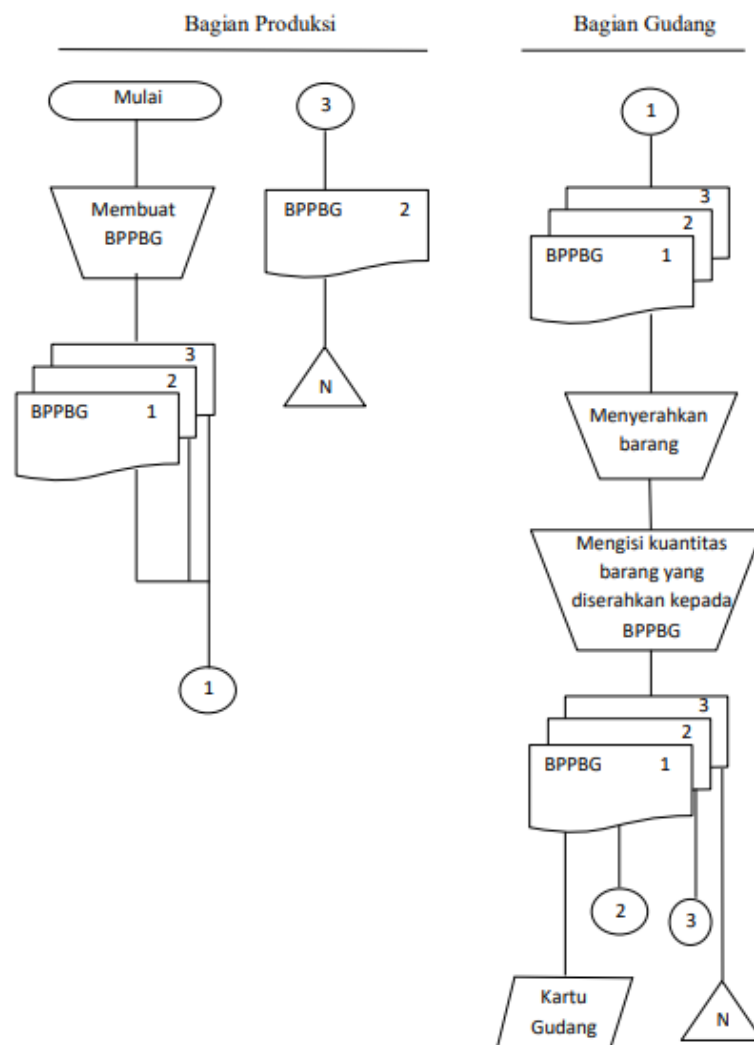 Bagian Produksi
Mulai
Membuat
BPPBG
3
2
BPPBG 1
1
3
BPPBG 2
N
Bagian Gudang
1
3
2
BPPBG 1
Menyerahkan
barang
Mengisi kuantitas
barang yang
diserahkan kepada
BPPBG
3
2
BPPBG 1
2
3
Kartu
Gudang
N